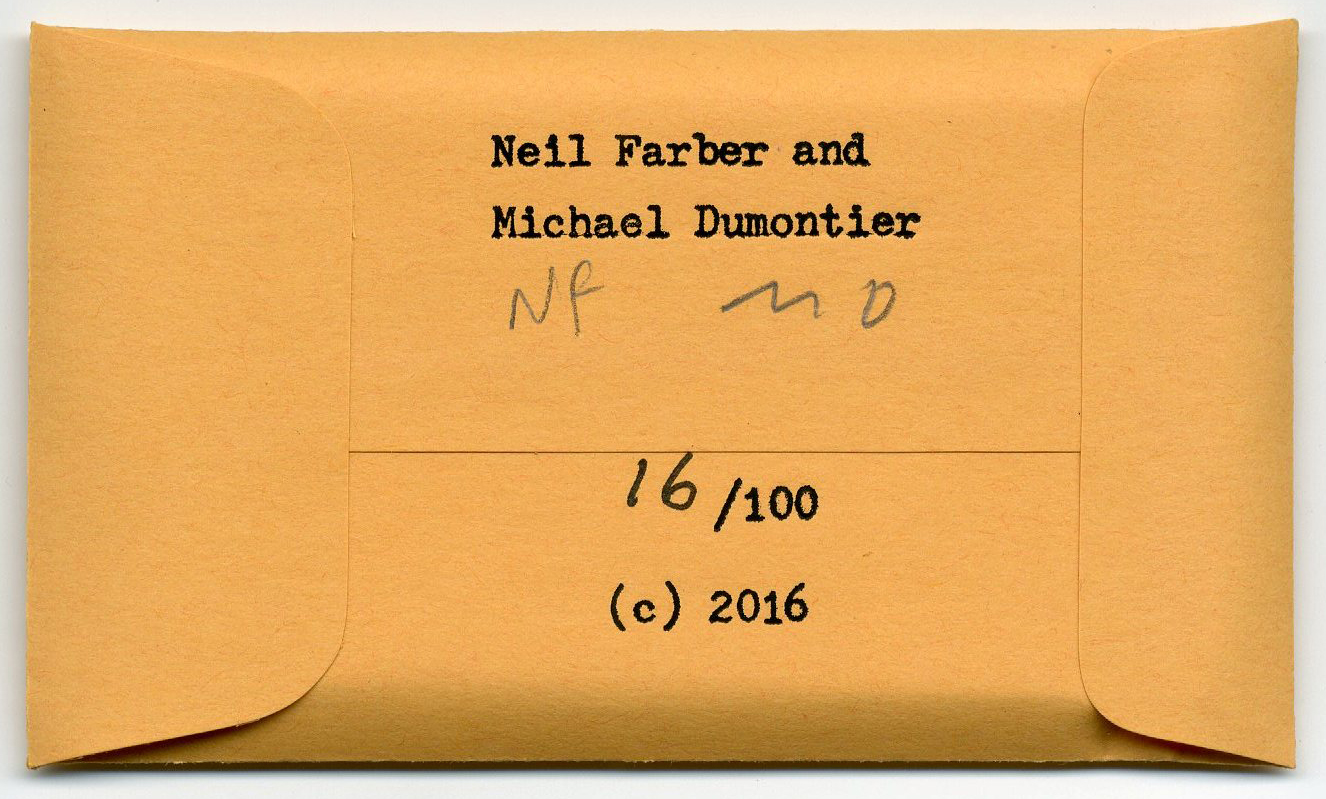 Neil Farber and
Michael Dumontier
NF MD
16/100
(c) 2016